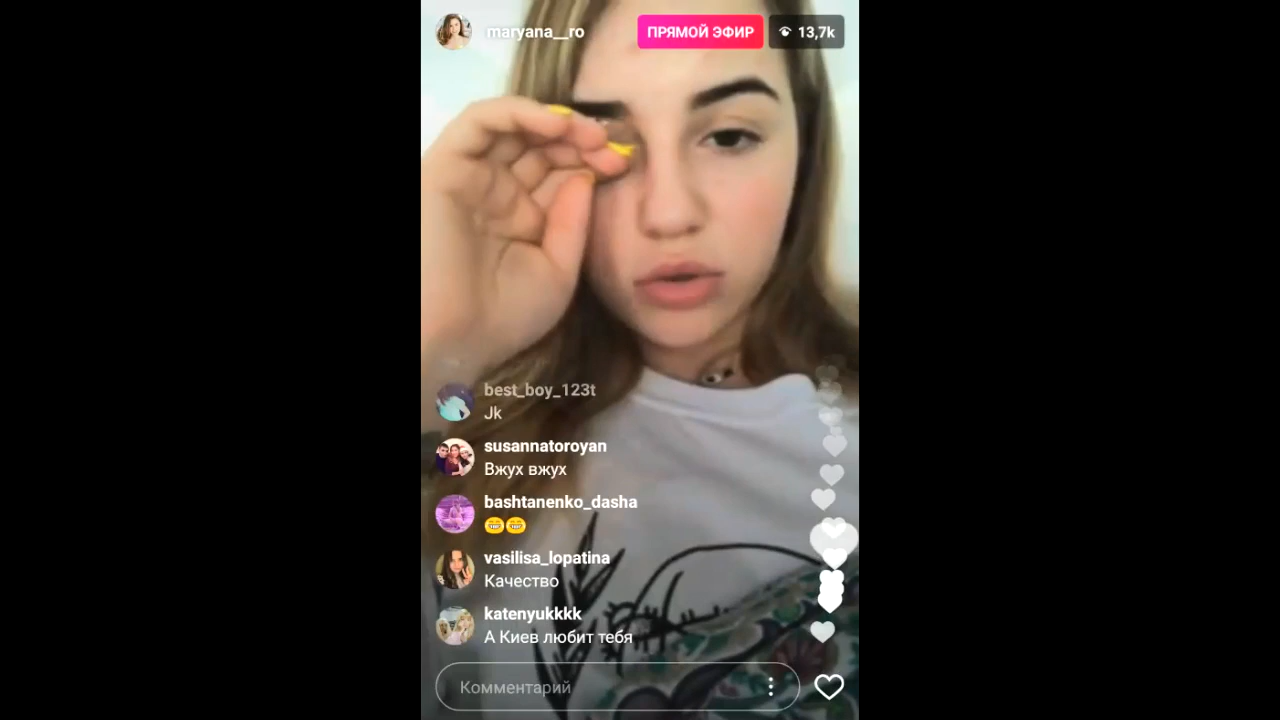 maryana__ro
ПРЯМОЙ ЭФИР
13,7k
best_boy_123t
Jk
susannatoroyan
Вжух вжух
bashtanenko_dasha
😁😁
vasilisa_lopatina
Качество
katenyukkkk
А Киев любит тебя
Комментарий